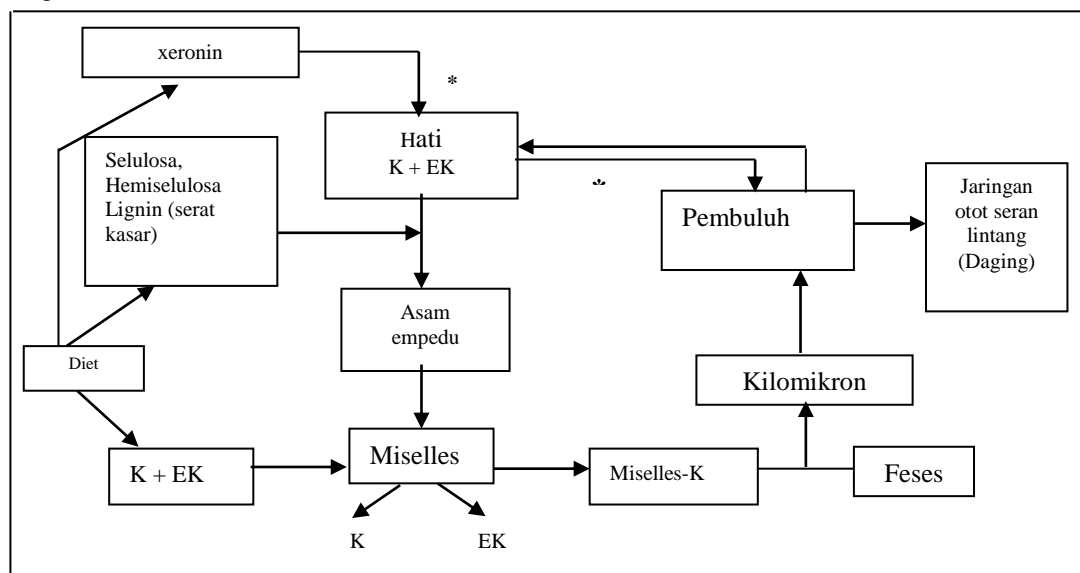 xeronin
*
Hati
K + EK
*
Selulosa,
Hemiselulosa
Lignin (serat
kasar)
Pembuluh
Jaringan
otot seran
lintang
(Daging)
Asam
empedu
Diet
Kilomikron
K + EK
Miselles
Miselles-K
Feses
K
EK